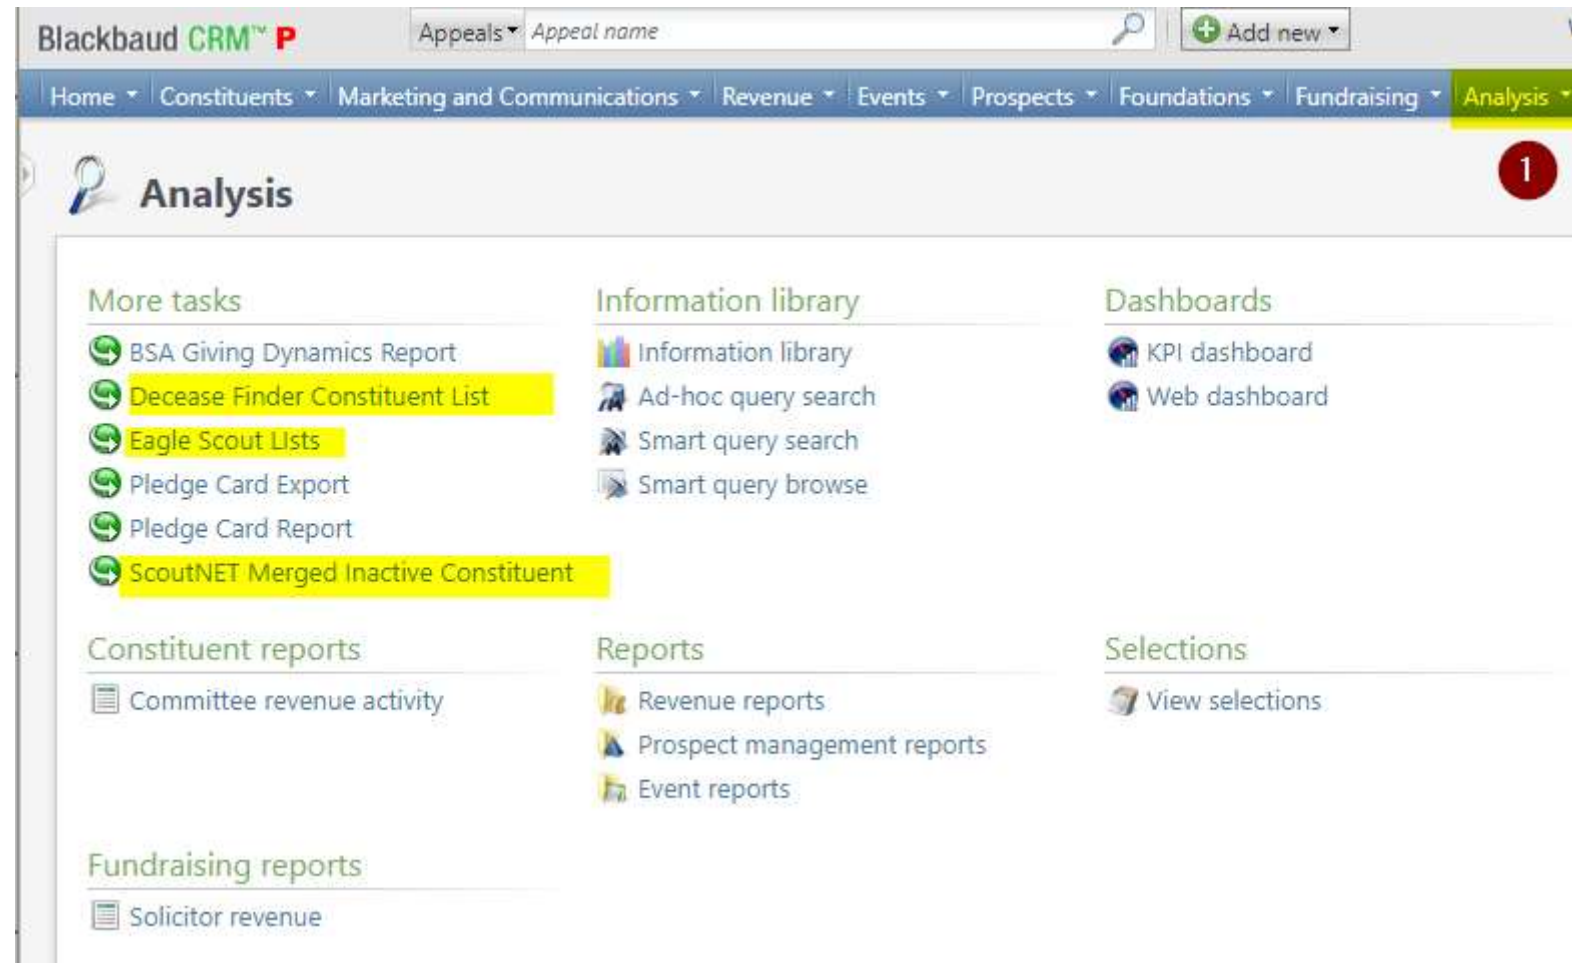 Blackbaud CRM™ P Appeals Appeal name Add new
Home Constituents Marketing and Communications Revenue Events Prospects Foundations Fundraising Analysis
1
Analysis
More tasks
BSA Giving Dynamics Report
Decease Finder Constituent List
Eagle Scout LIsts
Pledge Card Export
Pledge Card Report
ScoutNET Merged Inactive Constituent
Information library
Information library
Ad-hoc query search
Smart query search
Smart query browse
Dashboards
KPI dashboard
Web dashboard
Constituent reports
Committee revenue activity
Reports
Revenue reports
Prospect management reports
Event reports
Selections
View selections
Fundraising reports
Solicitor revenue